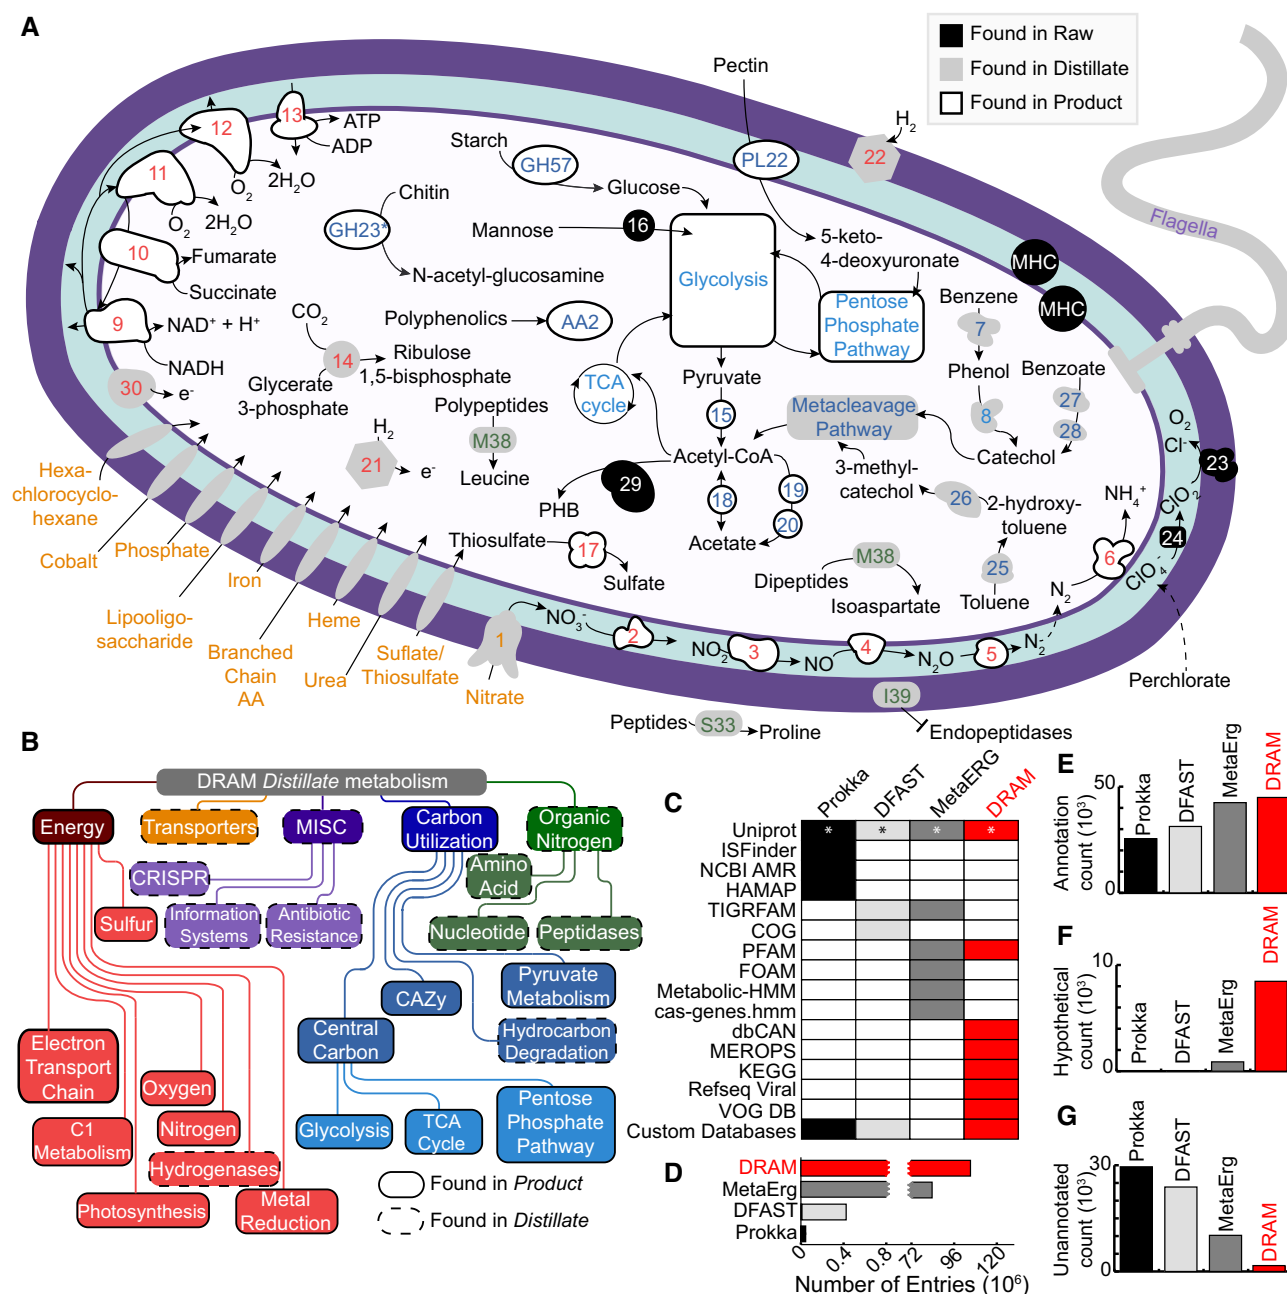 A
Found in Raw
Found in Distillate
Found in Product
Pectin
H2
22
Flagella
13
ATP
ADP
12
O2
2H2O
11
O2
2H2O
Starch
GH57
Glucose
PL22
Chitin
GH23*
N-acetyl-glucosamine
Mannose
16
Glycolysis
5-keto-
4-deoxyuronate
MHC
MHC
10
Fumarate
Succinate
9
NAD+ + H+
NADH
30
e-
CO2
14
Glycerate
3-phosphate
Ribulose
1,5-bisphosphate
Polyphenolics
AA2
Pentose
Phosphate
Pathway
Benzene
7
Phenol
8
Catechol
Benzoate
27
28
TCA
cycle
Pyruvate
15
Metacleavage
Pathway
Polypeptides
M38
Leucine
H2
21
e-
Acetyl-CoA
29
PHB
18
19
20
Acetate
3-methyl-
catechol
26
2-hydroxy-
toluene
25
Toluene
O2
Cl-
23
ClO2-
24
ClO4-
Perchlorate
NH4+
6
N2
Thiosulfate
17
Sulfate
Dipeptides
M38
Isoaspartate
Hexa-
chlorocyclo-
hexane
Cobalt
Phosphate
Lipooligo-
saccharide
Iron
Branched
Chain
AA
Heme
Urea
Suflate/
Thiosulfate
1
Nitrate
NO3-
2
NO2-
3
NO
4
N2O
5
N2-
I39
Endopeptidases
Peptides
S33
Proline
B
DRAM Distillate metabolism
Energy
Transporters
MISC
Carbon
Utilization
Organic
Nitrogen
CRISPR
Amino
Acid
Sulfur
Information
Systems
Antibiotic
Resistance
Nucleotide
Peptidases
CAZy
Pyruvate
Metabolism
Central
Carbon
Hydrocarbon
Degradation
Electron
Transport
Chain
Oxygen
C1
Metabolism
Nitrogen
Hydrogenases
Photosynthesis
Metal
Reduction
Glycolysis
TCA
Cycle
Pentose
Phosphate
Pathway
Found in Product
Found in Distillate
C
Prokka
DFAST
MetaERG
DRAM
Uniprot * * * *
ISFinder
NCBI AMR
HAMAP
TIGRFAM
COG
PFAM
FOAM
Metabolic-HMM
cas-genes.hmm
dbCAN
MEROPS
KEGG
Refseq Viral
VOG DB
Custom Databases
D
DRAM
MetaErg
DFAST
Prokka
0 0.4 0.8 72 96 120
Number of Entries (10^6)
E
Annotation
count (10^3)
50
0
Prokka
DFAST
MetaErg
DRAM
F
Hypothetical
count (10^3)
10
0
Prokka
DFAST
MetaErg
DRAM
G
Unannotated
count (10^3)
30
0
Prokka
DFAST
MetaErg
DRAM